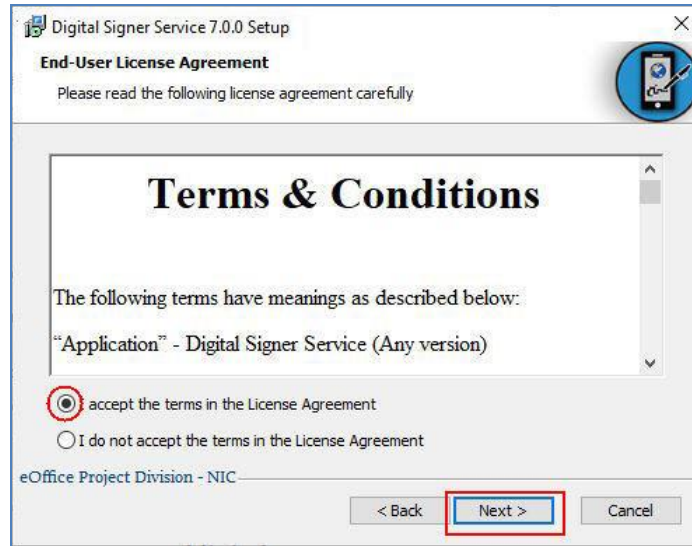 Digital Signer Service 7.0.0 Setup
End-User License Agreement
Please read the following license agreement carefully
Terms & Conditions
The following terms have meanings as described below:
“Application” - Digital Signer Service (Any version)
accept the terms in the License Agreement
I do not accept the terms in the License Agreement
eOffice Project Division - NIC
< Back
Next >
Cancel